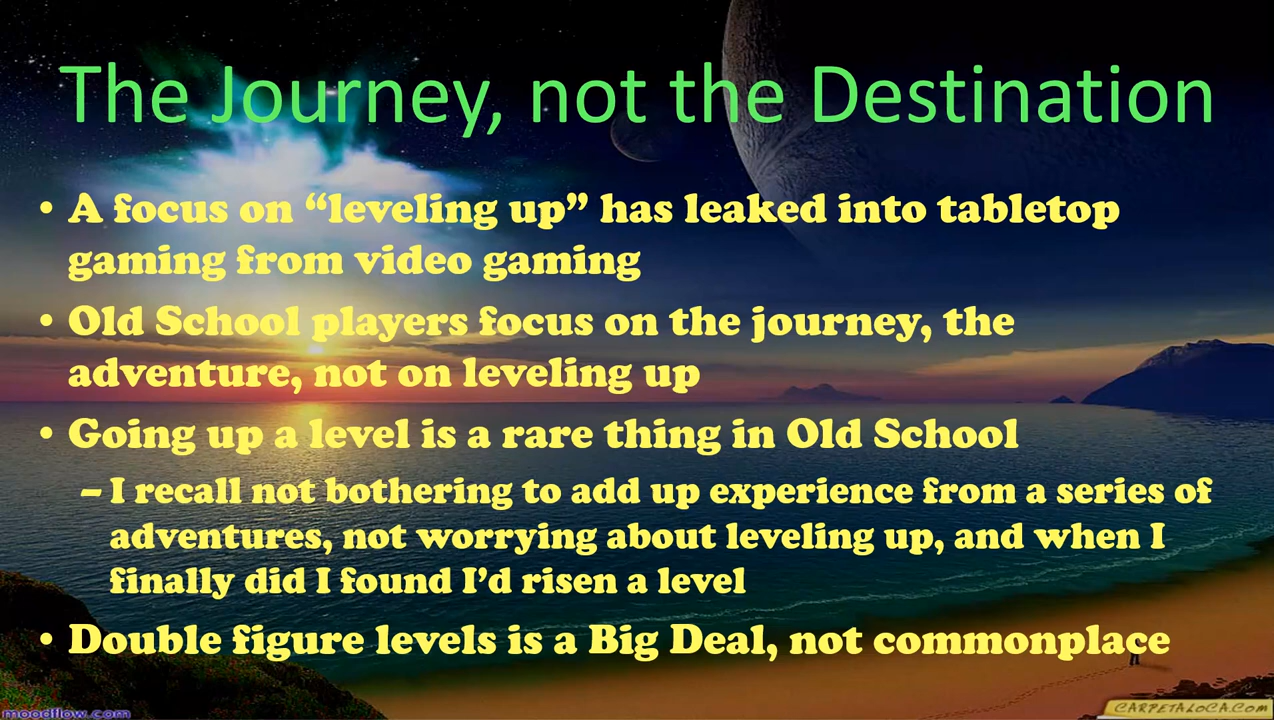 The Journey, not the Destination
• A focus on “leveling up” has leaked into tabletop
gaming from video gaming
• Old School players focus on the journey, the
adventure, not on leveling up
• Going up a level is a rare thing in Old School
– I recall not bothering to add up experience from a series of
adventures, not worrying about leveling up, and when I
finally did I found I’d risen a level
• Double figure levels is a Big Deal, not commonplace
moodflow.com
CARPETALOCA.COM